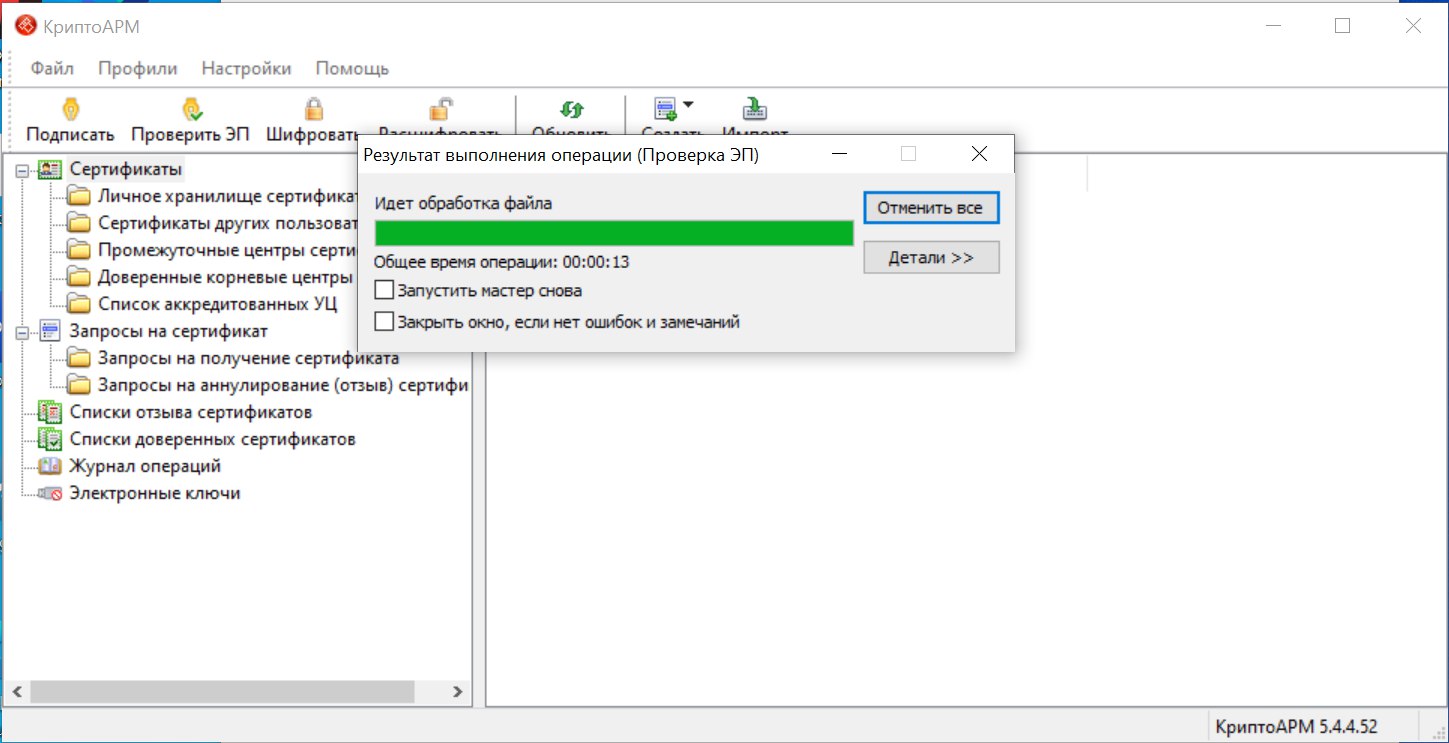 КриптоАРМ
Файл Профили Настройки Помощь
Подписать Проверить ЭП Шифровать Расшифровать Обновить Создать Импорт
Результат выполнения операции (Проверка ЭП)
Идет обработка файла
Отменить все
Общее время операции: 00:00:13
Детали >>
Запустить мастер снова
Закрыть окно, если нет ошибок и замечаний
Сертификаты
Личное хранилище сертификат
Сертификаты других пользоват
Промежуточные центры серти
Доверенные корневые центры
Список аккредитованных УЦ
Запросы на сертификат
Запросы на получение сертификата
Запросы на аннулирование (отзыв) сертифи
Списки отзыва сертификатов
Списки доверенных сертификатов
Журнал операций
Электронные ключи
КриптоАРМ 5.4.4.52